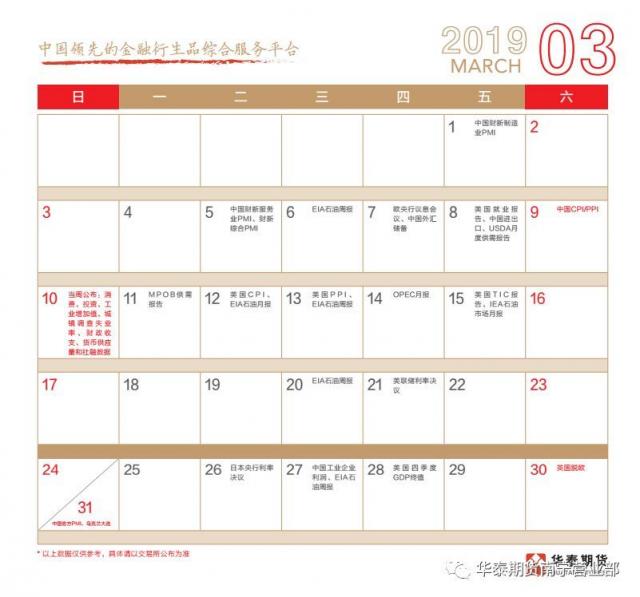 中国领先的金融衍生品综合服务平台
2019
MARCH
03
日 一 二 三 四 五 六
1
中国财新制造
业PMI
2
3
4
5
中国财新服务
业PMI、财新
综合PMI
6
EIA石油周报
7
欧央行议息会
议、中国外汇
储备
8
美国就业报
告、中国进出
口、USDA月
度供需报告
9
中国CPI/PPI
10
当周公布：消
费、投资、工
业增加值、城
镇调查失业
率、财政收
支、货币供应
量和社融数据
11
MPOB供需
报告
12
美国CPI、
EIA石油月报
13
美国PPI、
EIA石油周报
14
OPEC月报
15
美国TIC报
告、IEA石油
市场月报
16
17
18
19
20
EIA石油周报
21
美联储利率决
议
22
23
24
31
中国官方PMI、乌克兰大选
25
26
日本央行利率
决议
27
中国工业企业
利润、EIA石
油周报
28
美国四季度
GDP终值
29
30
英国脱欧
* 以上数据仅供参考，具体请以交易所公布为准
华泰期货
华泰期货南宁营业部